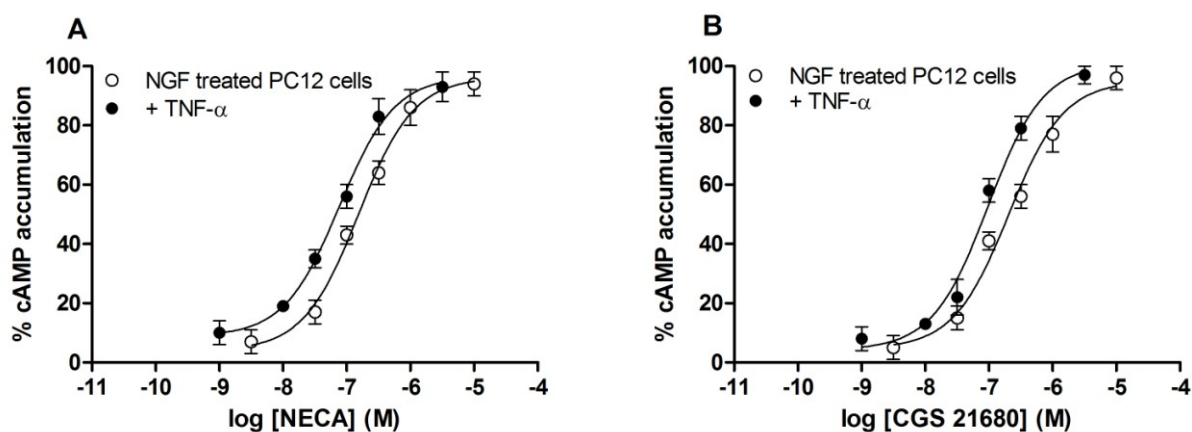 A
NGF treated PC12 cells
+ TNF-α
% cAMP accumulation
100
80
60
40
20
0
-11 -10 -9 -8 -7 -6 -5 -4
log [NECA] (M)
B
NGF treated PC12 cells
+ TNF-α
% cAMP accumulation
100
80
60
40
20
0
-11 -10 -9 -8 -7 -6 -5 -4
log [CGS 21680] (M)